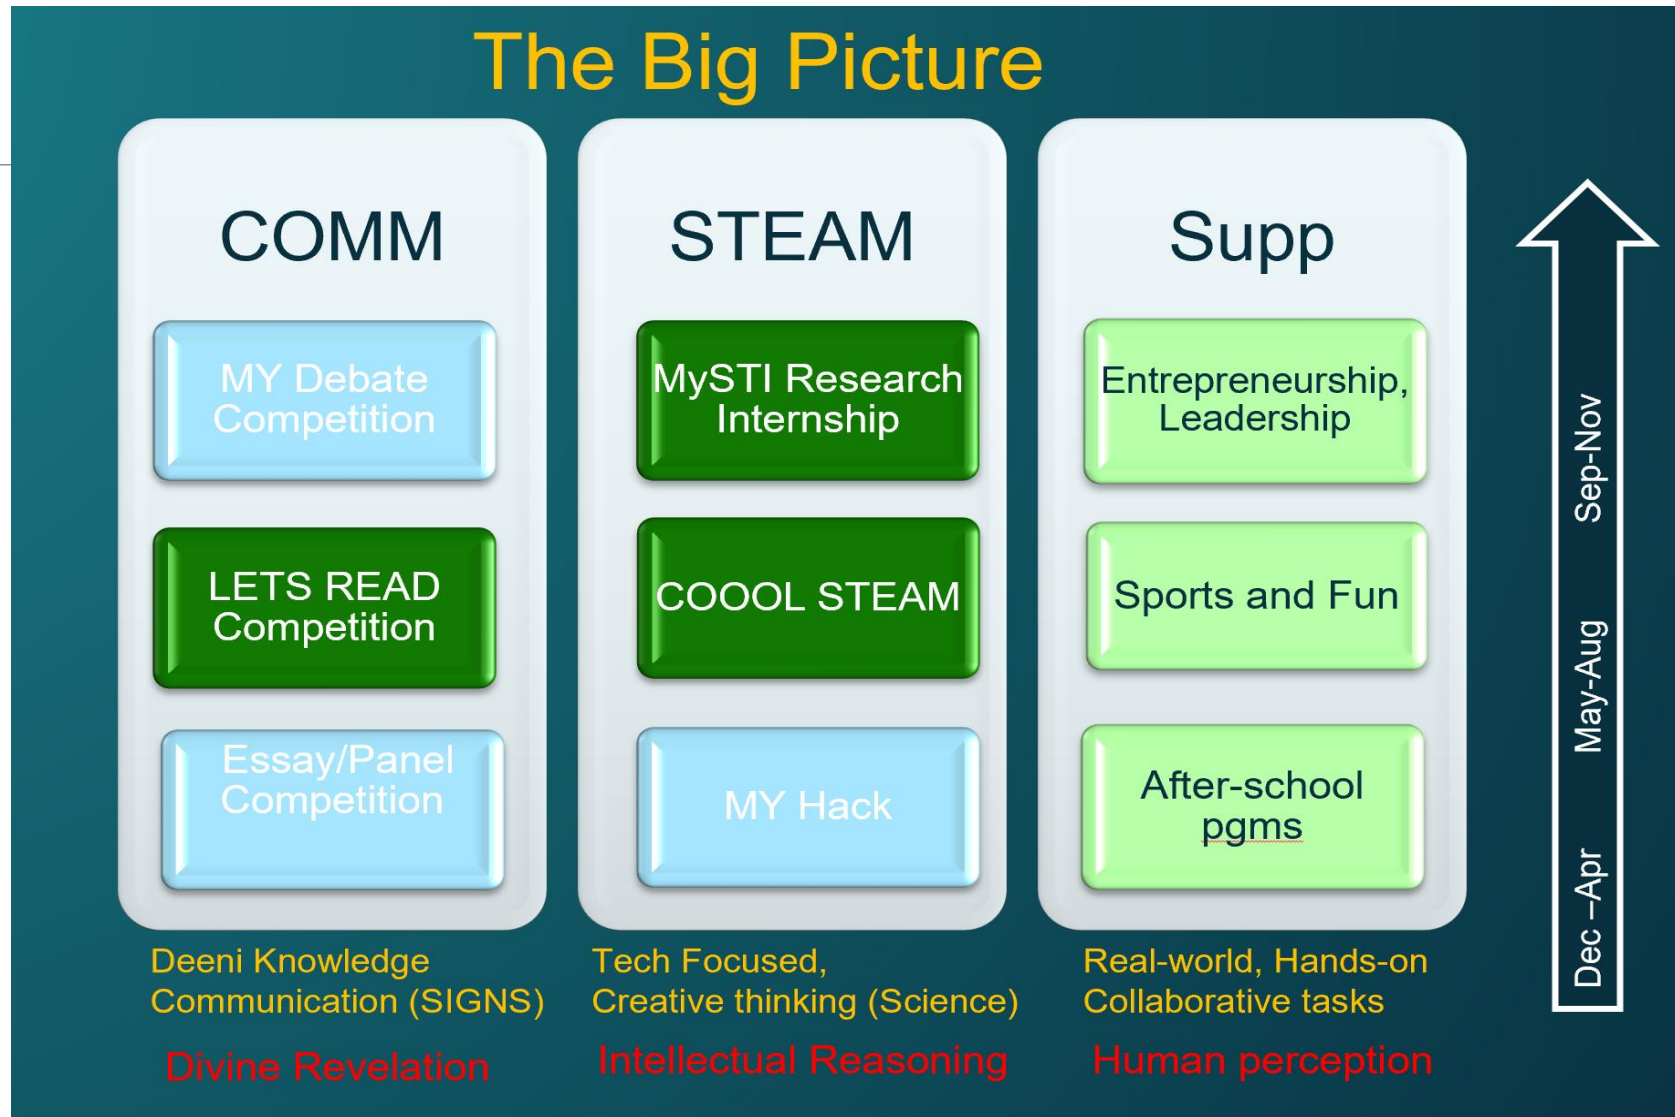 The Big Picture
COMM
MY Debate
Competition
LETS READ
Competition
Essay/Panel
Competition
Deeni Knowledge
Communication (SIGNS)
Divine Revelation
STEAM
MySTI Research
Internship
COOOL STEAM
MY Hack
Tech Focused,
Creative thinking (Science)
Intellectual Reasoning
Supp
Entrepreneurship,
Leadership
Sports and Fun
After-school
pgms
Real-world, Hands-on
Collaborative tasks
Human perception
Sep-Nov
May-Aug
Dec –Apr